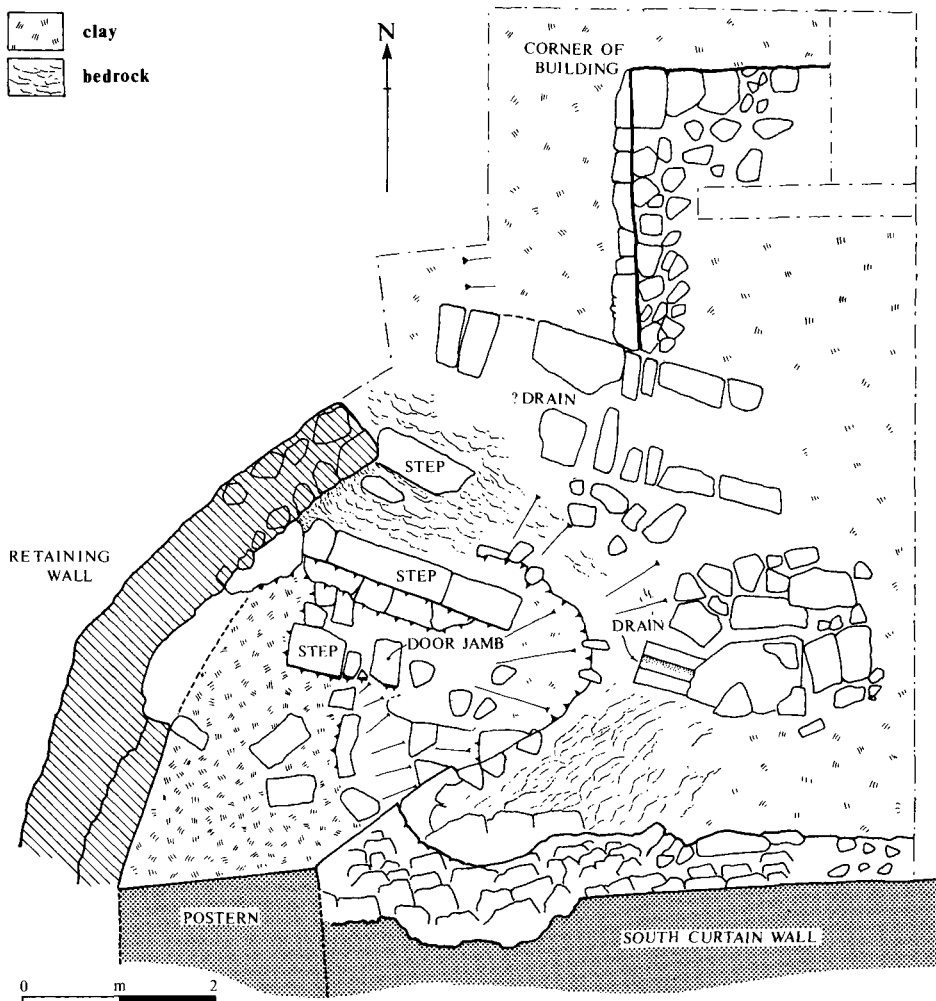 clay
bedrock
N
CORNER OF
BUILDING
?DRAIN
STEP
RETAINING
WALL
STEP
DRAIN
DOOR JAMB
STEP
POSTERN
SOUTH CURTAIN WALL
0 m 2